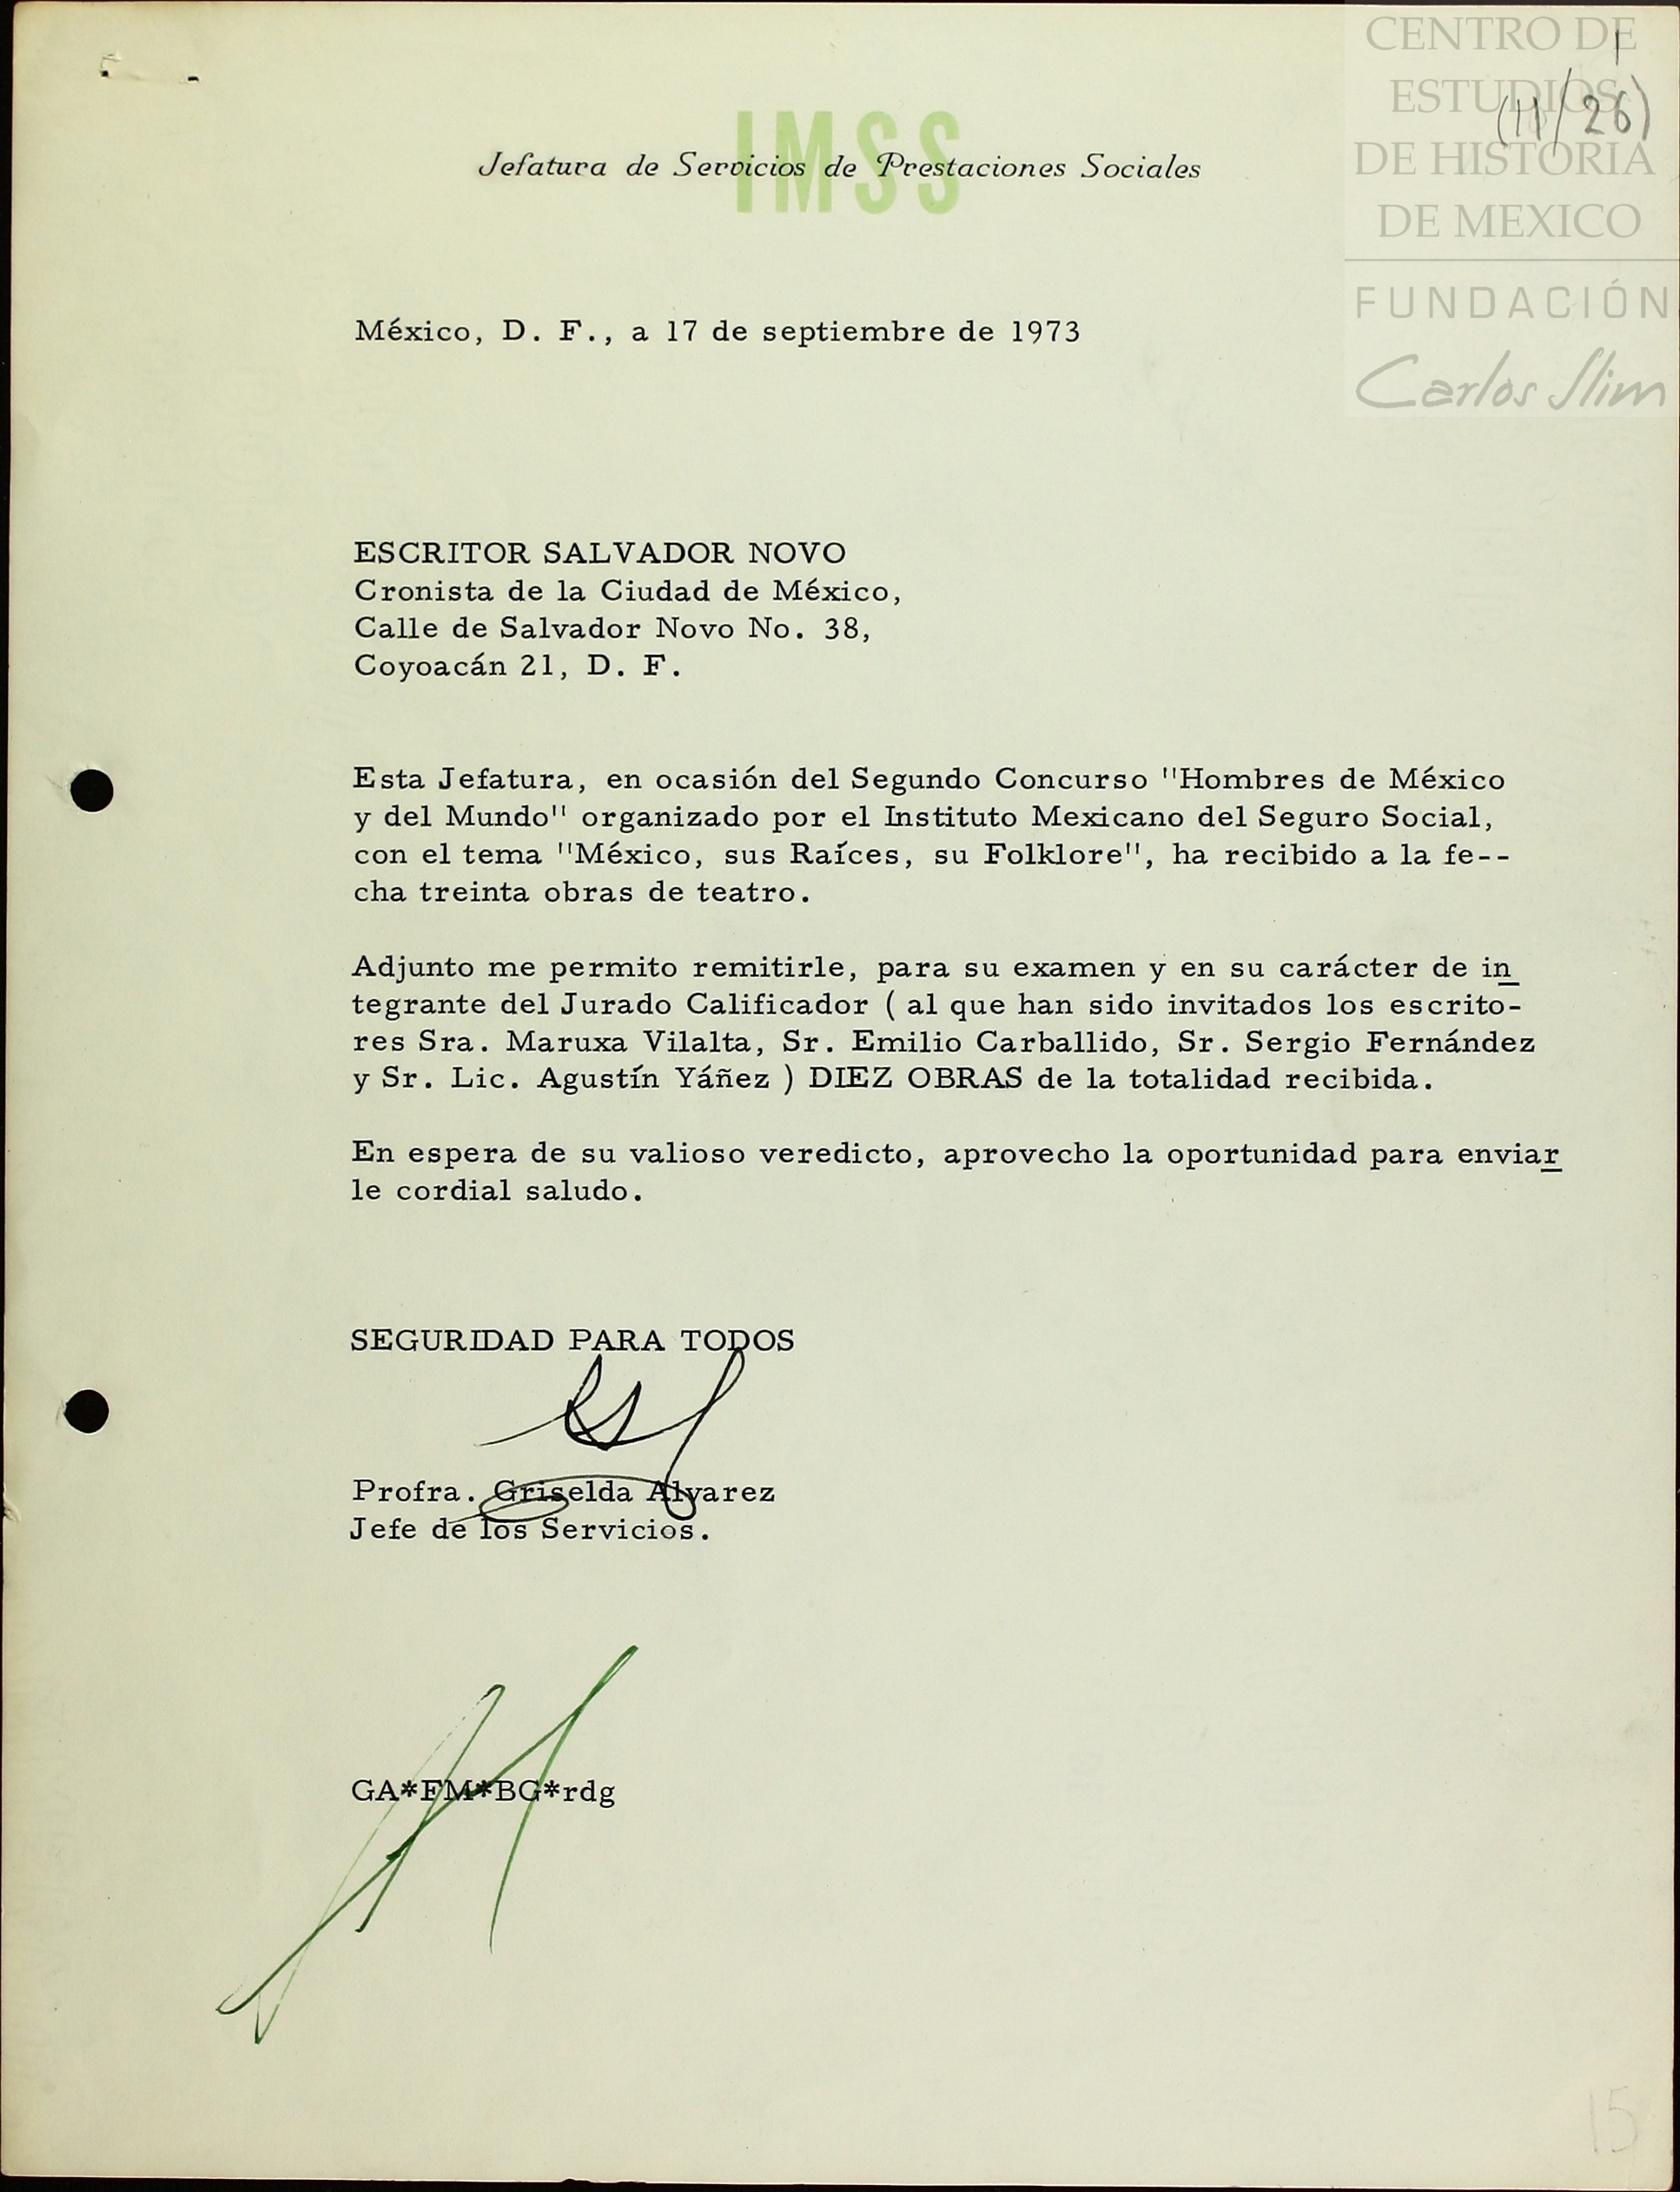 CENTRO DE
ESTUDIOS
DE HISTORIA
DE MEXICO
FUNDACIÓN
Carlos Slim
1
(11/26)
IMSS
Jefatura de Servicios de Prestaciones Sociales
México, D. F., a 17 de septiembre de 1973
ESCRITOR SALVADOR NOVO
Cronista de la Ciudad de México,
Calle de Salvador Novo No. 38,
Coyoacán 21, D. F.
Esta Jefatura, en ocasión del Segundo Concurso "Hombres de México
y del Mundo" organizado por el Instituto Mexicano del Seguro Social,
con el tema "México, sus Raíces, su Folklore", ha recibido a la fe--
cha treinta obras de teatro.
Adjunto me permito remitirle, para su examen y en su carácter de in
tegrante del Jurado Calificador ( al que han sido invitados los escrito-
res Sra. Maruxa Vilalta, Sr. Emilio Carballido, Sr. Sergio Fernández
y Sr. Lic. Agustín Yáñez ) DIEZ OBRAS de la totalidad recibida.
En espera de su valioso veredicto, aprovecho la oportunidad para enviar
le cordial saludo.
SEGURIDAD PARA TODOS
Profra. Griselda Alvarez
Jefe de los Servicios.
GA*FM*BG*rdg
15